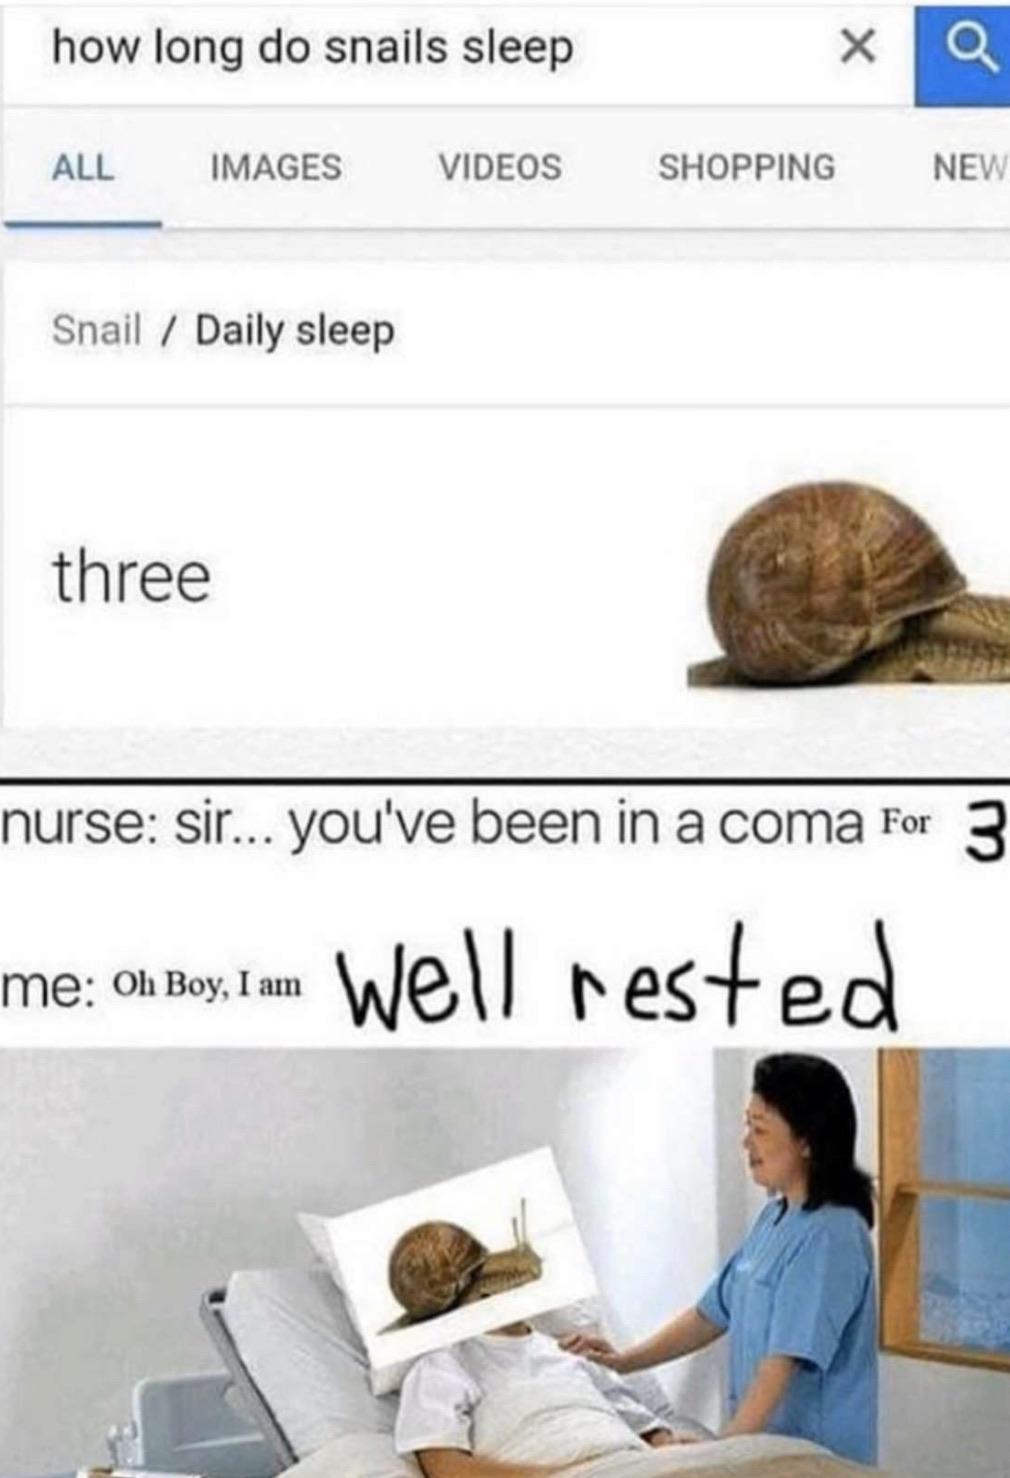 how long do snails sleep
ALL IMAGES VIDEOS SHOPPING NEW
Snail / Daily sleep
three
nurse: sir... you've been in a coma For 3
me: Oh Boy, I am Well rested